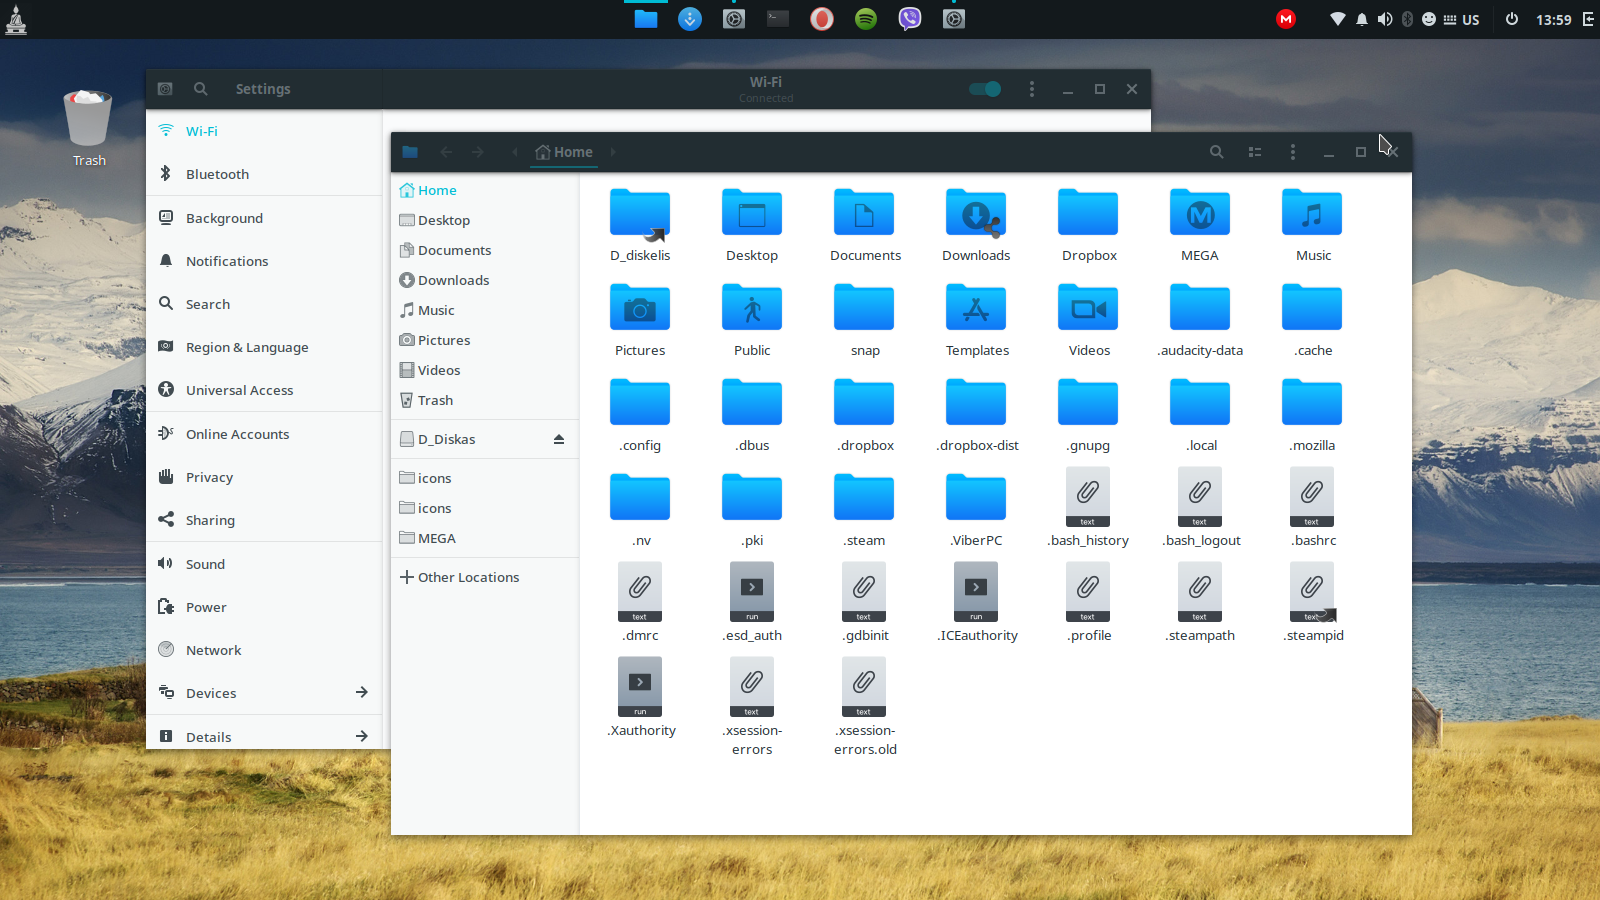 US 13:59
Trash
Settings
Wi-Fi
Connected
Wi-Fi
Bluetooth
Background
Notifications
Search
Region & Language
Universal Access
Online Accounts
Privacy
Sharing
Sound
Power
Network
Devices
Details
Home
Home
Desktop
Documents
Downloads
Music
Pictures
Videos
Trash
D_Diskas
icons
icons
MEGA
Other Locations
D_diskelis Desktop Documents Downloads Dropbox MEGA Music
Pictures Public snap Templates Videos .audacity-data .cache
.config .dbus .dropbox .dropbox-dist .gnupg .local .mozilla
text text text
.nv .pki .steam .ViberPC .bash_history .bash_logout .bashrc
text run text run text text text
.dmrc .esd_auth .gdbinit .ICEauthority .profile .steampath .steampid
run text text
.Xauthority .xsession- .xsession-
errors errors.old